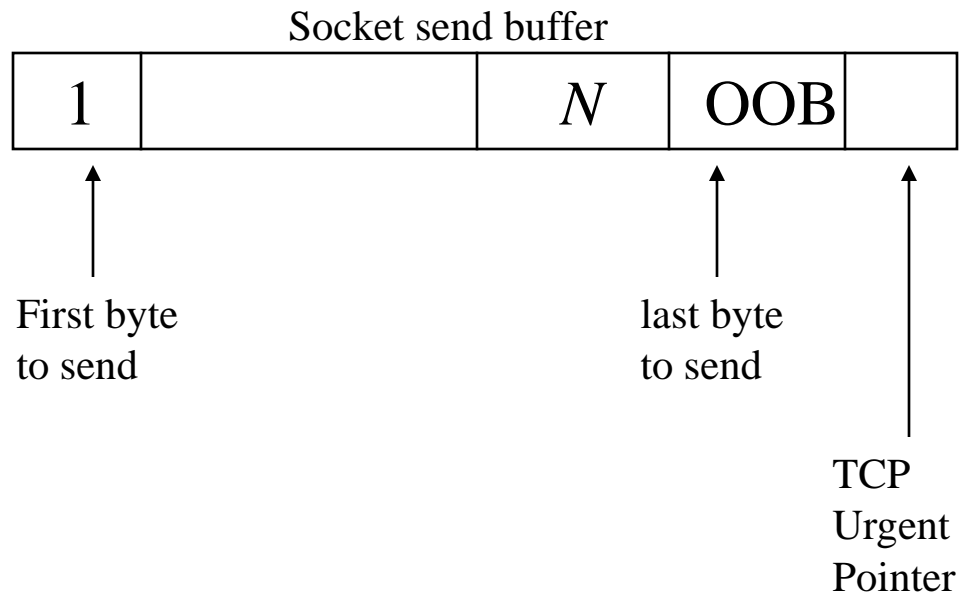 Socket send buffer
1 N OOB
First byte
to send
last byte
to send
TCP
Urgent
Pointer